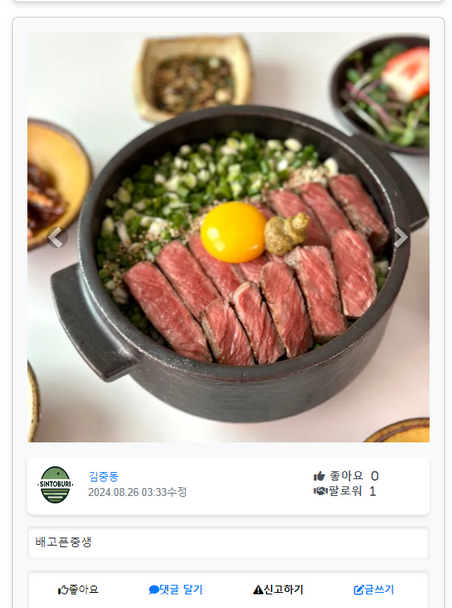 SINTOBURI
김중동
2024.08.26 03:33수정
좋아요 0
팔로워 1
배고픈중생
좋아요 댓글 달기 신고하기 글쓰기